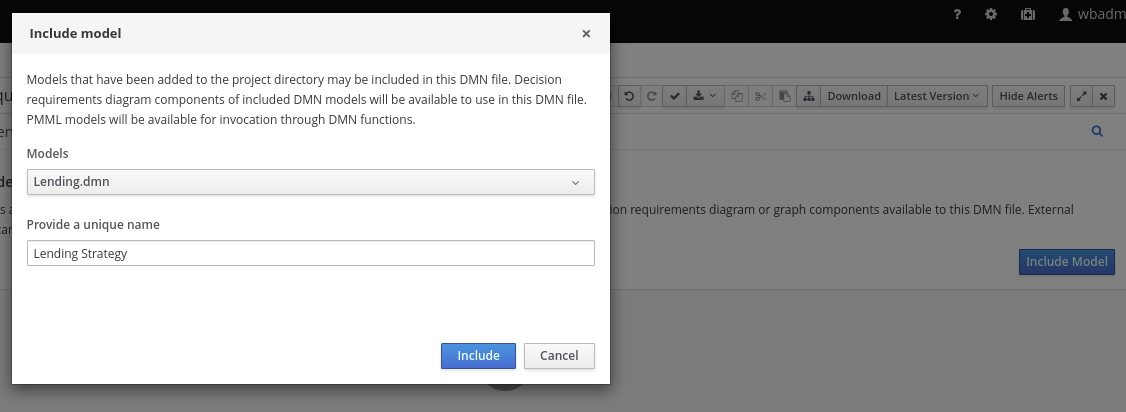 ? wbadm
Include model ×
Models that have been added to the project directory may be included in this DMN file. Decision
requirements diagram components of included DMN models will be available to use in this DMN file.
PMML models will be available for invocation through DMN functions.
Download Latest Version Hide Alerts
Models
Lending.dmn
Provide a unique name
on requirements diagram or graph components available to this DMN file. External
Lending Strategy
Include Model
Include Cancel